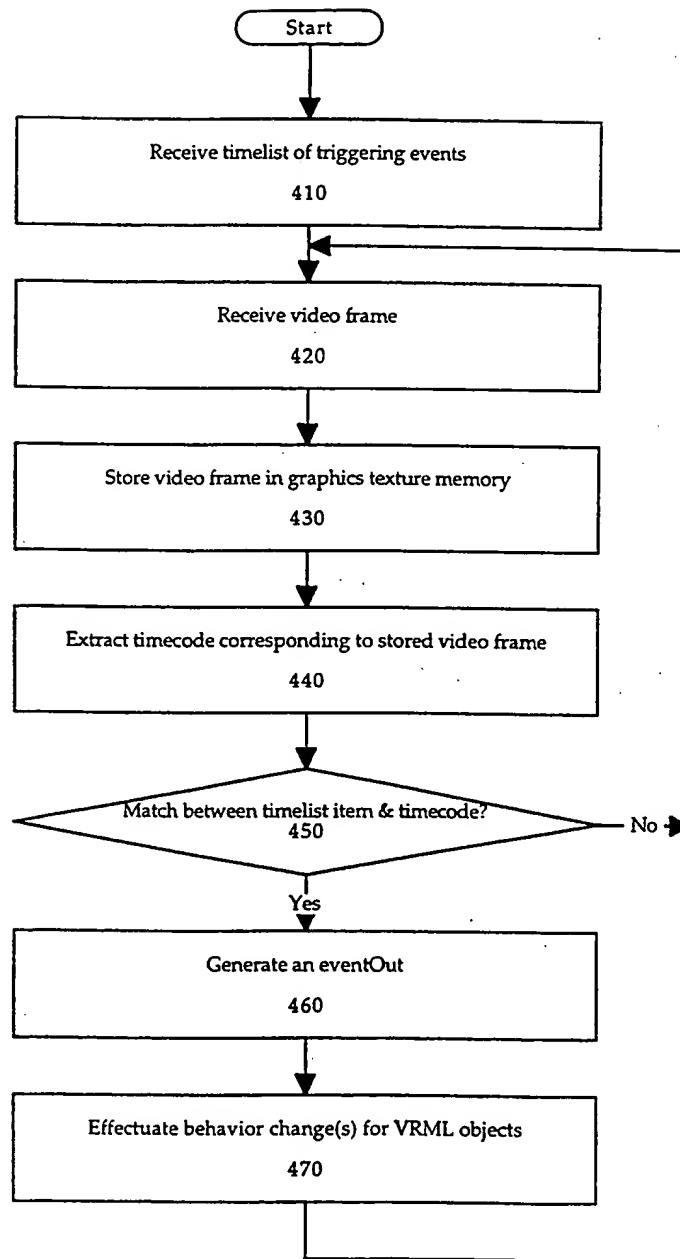 Start
Receive timelist of triggering events
410
Receive video frame
420
Store video frame in graphics texture memory
430
Extract timecode corresponding to stored video frame
440
Match between timelist item & timecode?
450
No
Yes
Generate an eventOut
460
Effectuate behavior change(s) for VRML objects
470